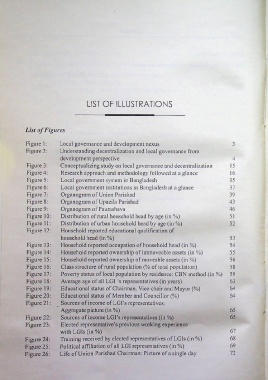 LIST OF ILLUSTRATIONS
List of Figures
Figure 1: Local governance and development nexus 3
Figure 2: Understanding decentralization and local governance from
development perspective 4
Figure 3: Conceptualizing study on local governance and decentralization 15
Figure 4: Research approach and methodology followed at a glance 16
Figure 5: Local government system in Bangladesh 35
Figure 6: Local government institutions in Bangladesh at a glance 37
Figure 7: Organogram of Union Parishad 39
Figure 8: Organogram of Upazila Parishad 43
Figure 9: Organogram of Pourashava 46
Figure 10: Distribution of rural household head by age (in %) 51
Figure 11: Distribution of urban household head by age (in %) 52
Figure 12: Household reported educational qualification of
household head (in %) 53
Figure 13: Household reported occupation of household head (in %) 54
Figure 14: Household reported ownership of immovable assets (in %) 55
Figure 15: Household reported ownership of movable assets (in %) 56
Figure 16: Class structure of rural population (% of total population) 58
Figure 17: Poverty status of local population by residence: CBN method (in %) 59
Figure 18: Average age of all LGI's representatives (in years) 63
Figure 19: Educational status of Chairman, Vice chair and Mayor (%) 64
Figure 20: Educational status of Member and Councillor (%) 64
Figure 21: Sources of income of LGI's representatives:
Aggregate picture (in %) 65
Figure 22: Sources of income LGI's representatives (in %) 65
Figure 23: Elected representative's previous working experience
with LGIs (in %) 67
Figure 24: Training received by elected representatives of LGIs (in %) 68
Figure 25: Political affiliation of all LGI representatives (in %) 69
Figure 26: Life of Union Parishad Chairman: Picture of a single day 72